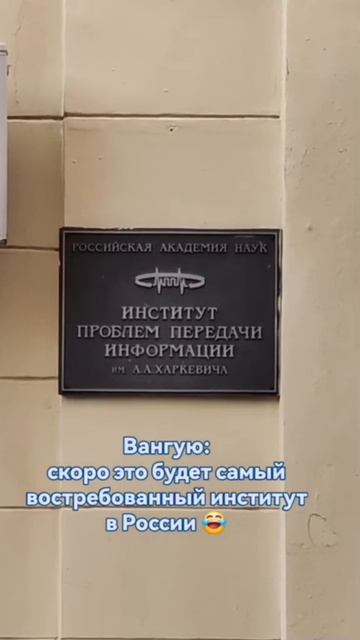 РОССИЙСКАЯ АКАДЕМИЯ НАУК
ИНСТИТУТ
ПРОБЛЕМ ПЕРЕДАЧИ
ИНФОРМАЦИИ
ИМ. А.А.ХАРКЕВИЧА
Вангую:
скоро это будет самый
востребованный институт
в России 😂